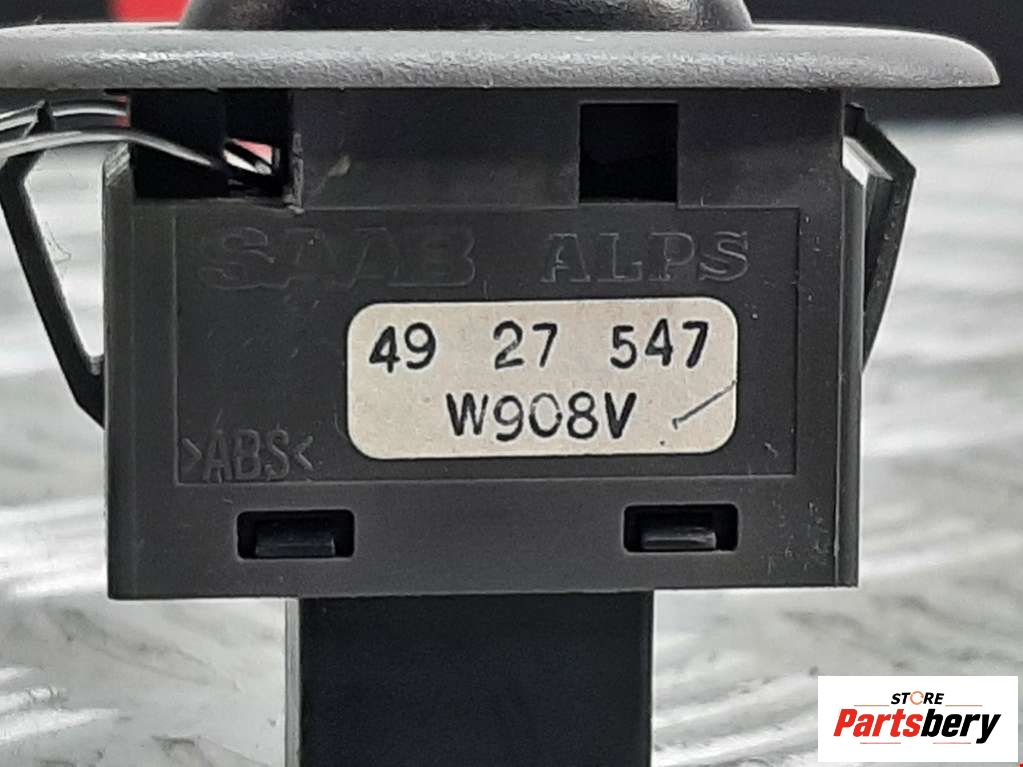 SAAB ALPS
49 27 547
W908V
>ABS<
STORE
Partsbery